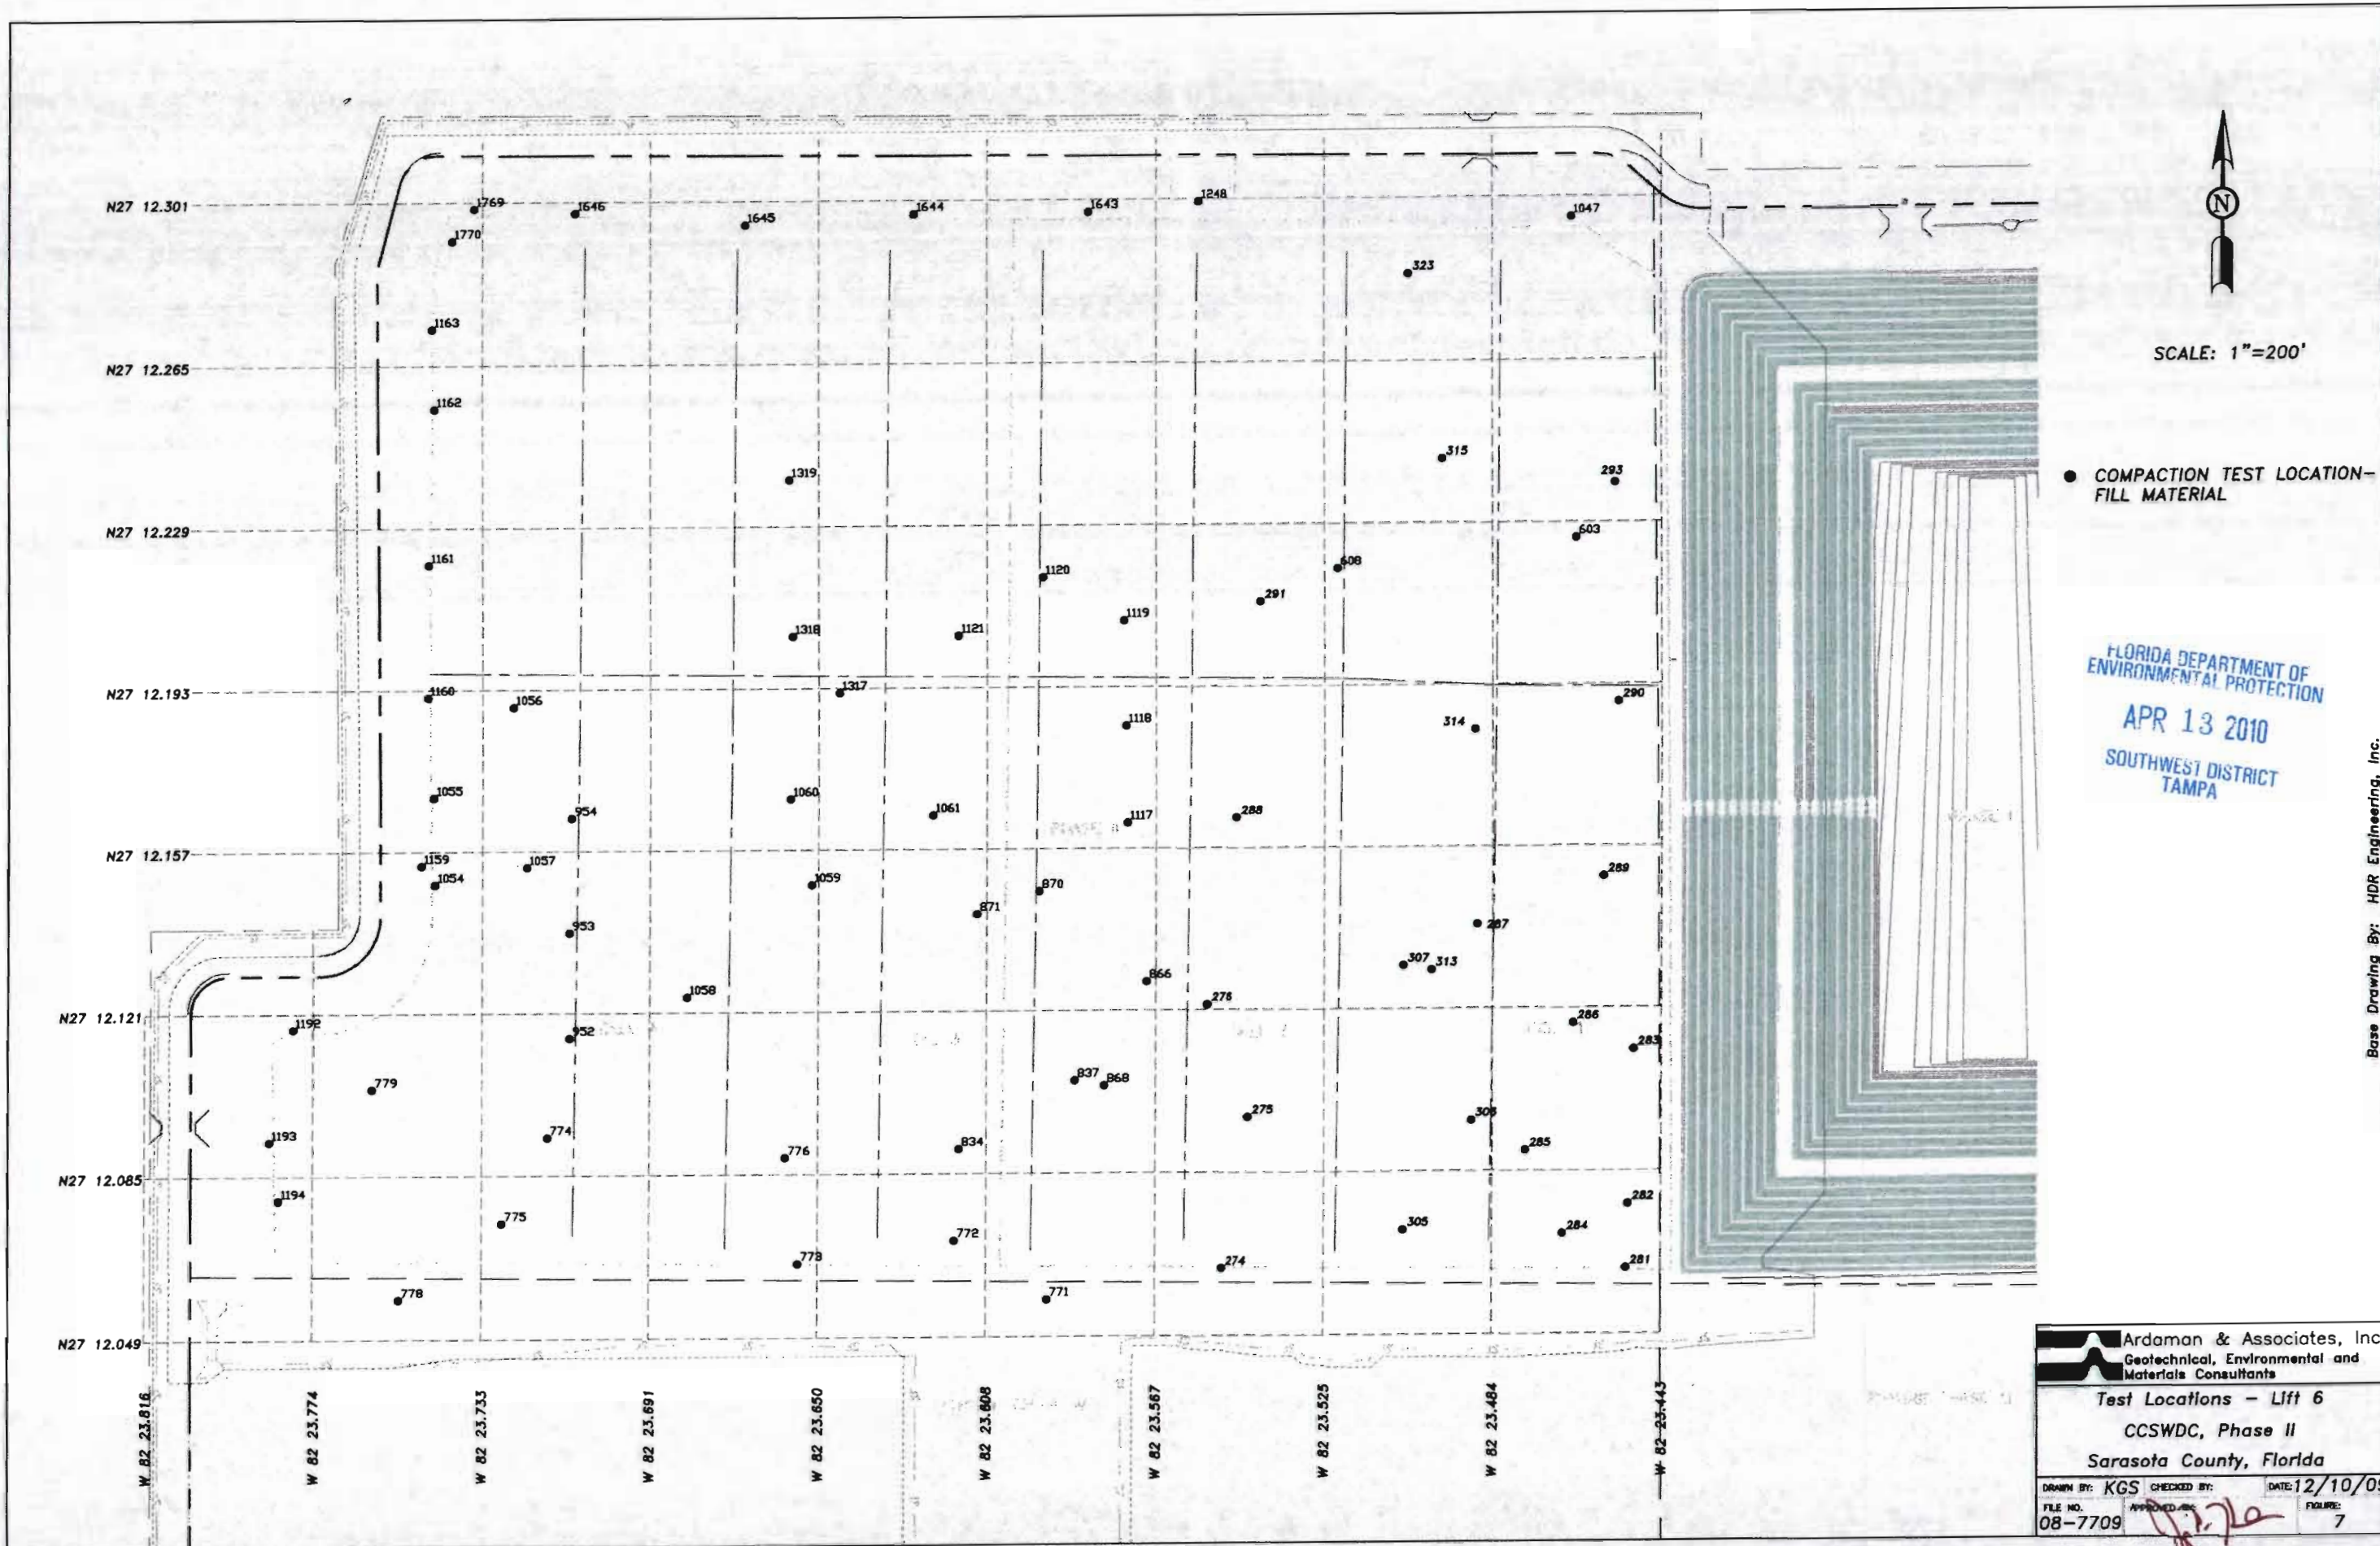 1769
1646
1645
1644
1643
1248
1047
N27 12.301
1770
323
1163
N27 12.265
1162
1319
315
293
N27 12.229
1161
1120
608
603
291
1119
1318
1121
N27 12.193
1160
1056
1317
1118
314
290
1055
954
1060
1061
1117
288
N27 12.157
1159
1054
1057
1059
870
871
289
953
287
1058
866
307
313
276
N27 12.121
1192
952
286
283
779
837
868
275
306
1193
774
776
834
285
N27 12.085
1194
775
772
305
282
284
773
274
281
778
771
N27 12.049
W 82 23.816
W 82 23.774
W 82 23.733
W 82 23.691
W 82 23.650
W 82 23.608
W 82 23.567
W 82 23.525
W 82 23.484
W 82 23.443
N
SCALE: 1"=200'
COMPACTION TEST LOCATION-
FILL MATERIAL
FLORIDA DEPARTMENT OF
ENVIRONMENTAL PROTECTION
APR 13 2010
SOUTHWEST DISTRICT
TAMPA
Base Drawing By: HDR Engineering, Inc.
Ardaman & Associates, Inc
Geotechnical, Environmental and
Materials Consultants
Test Locations - Lift 6
CCSWDC, Phase II
Sarasota County, Florida
DRAWN BY: KGS CHECKED BY: DATE: 12/10/09
FILE NO. APPROVED BY: FIGURE:
08-7709 7